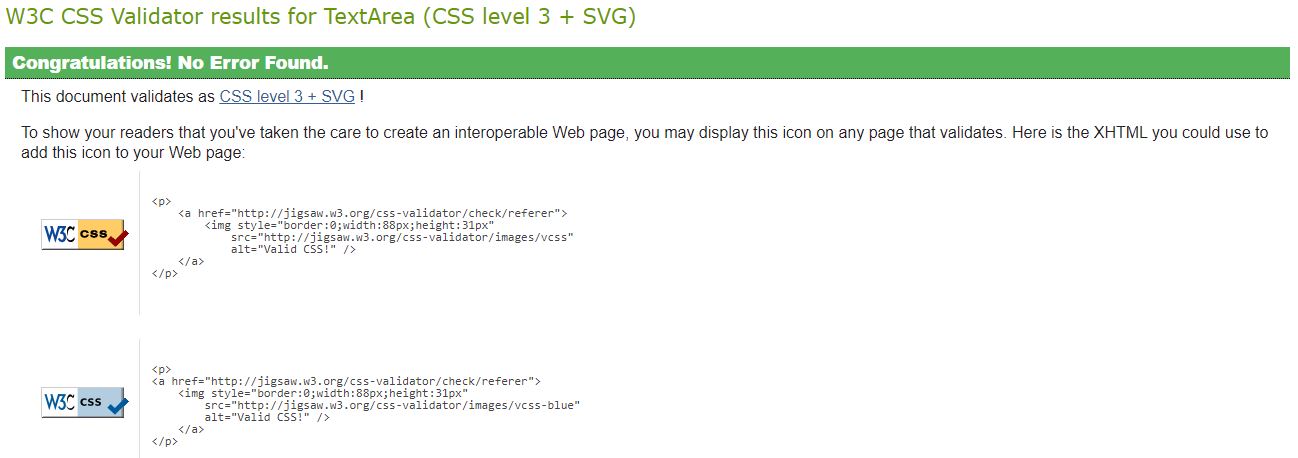 W3C CSS Validator results for TextArea (CSS level 3 + SVG)
Congratulations! No Error Found.
This document validates as CSS level 3 + SVG !
To show your readers that you've taken the care to create an interoperable Web page, you may display this icon on any page that validates. Here is the XHTML you could use to
add this icon to your Web page:
W3C css
<p>
    <a href="http://jigsaw.w3.org/css-validator/check/referer">
        <img style="border:0;width:88px;height:31px"
            src="http://jigsaw.w3.org/css-validator/images/vcss"
            alt="Valid CSS!" />
    </a>
</p>
W3C css
<p>
<a href="http://jigsaw.w3.org/css-validator/check/referer">
    <img style="border:0;width:88px;height:31px"
        src="http://jigsaw.w3.org/css-validator/images/vcss-blue"
        alt="Valid CSS!" />
    </a>
</p>